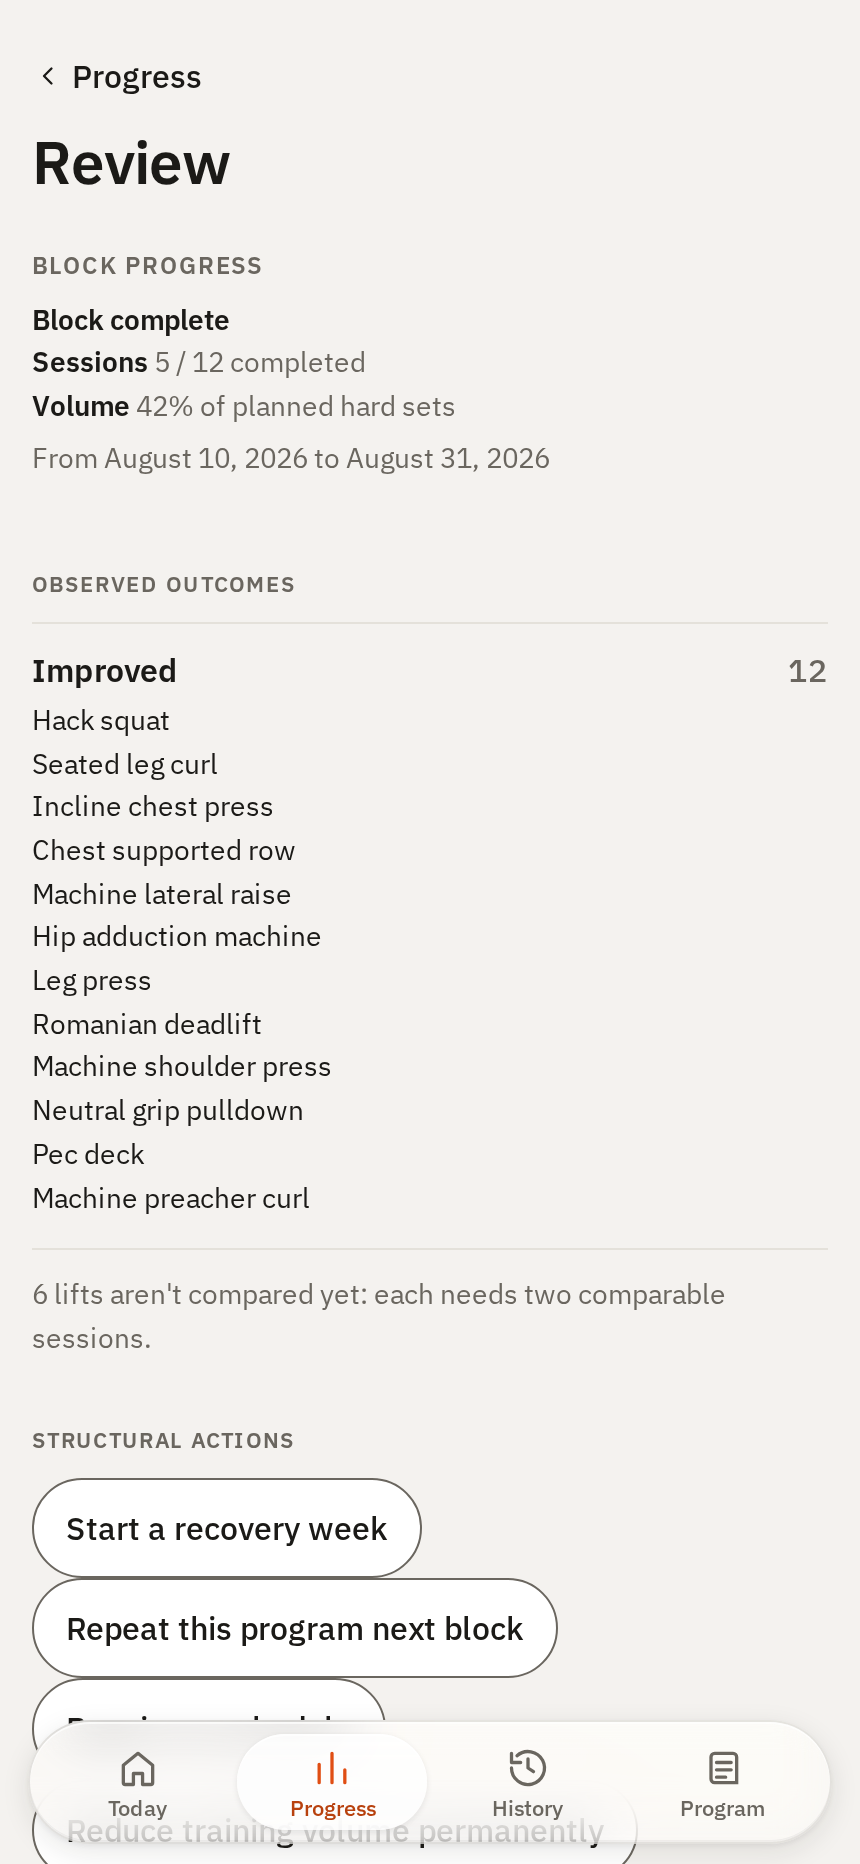 Progress
Review
BLOCK PROGRESS
Block complete
Sessions 5 / 12 completed
Volume 42% of planned hard sets
From August 10, 2026 to August 31, 2026
OBSERVED OUTCOMES
Improved 12
Hack squat
Seated leg curl
Incline chest press
Chest supported row
Machine lateral raise
Hip adduction machine
Leg press
Romanian deadlift
Machine shoulder press
Neutral grip pulldown
Pec deck
Machine preacher curl
6 lifts aren't compared yet: each needs two comparable
sessions.
STRUCTURAL ACTIONS
Start a recovery week
Repeat this program next block
Today Progress History Program
Reduce training volume permanently